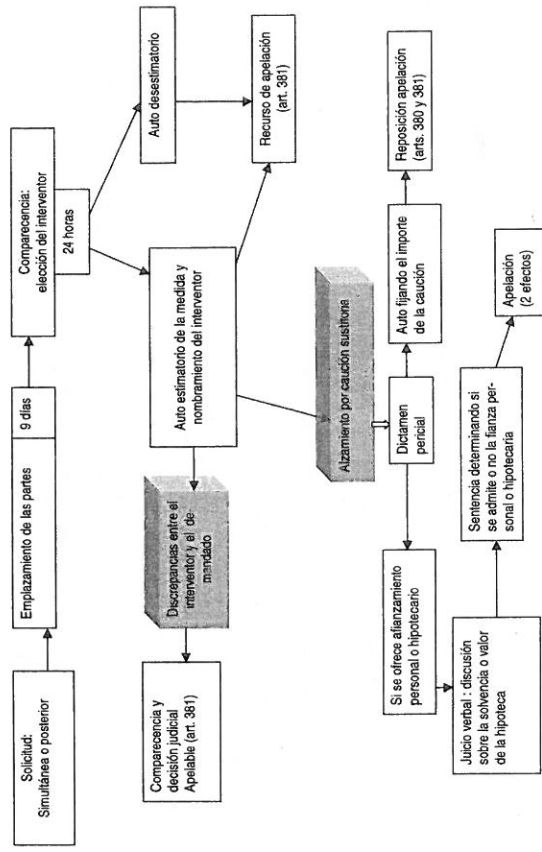 Solicitud:
Simultánea o posterior
Emplazamiento de las partes
9 días
Comparecencia:
elección del interventor
24 horas
Auto desestimatorio
Recurso de apelación
(art. 381)
Auto estimatorio de la medida y
nombramiento del interventor
Discrepancias entre el
interventor y el de-
mandado
Comparecencia y
decisión judicial
Apelable (art. 381)
Alzamiento por caución sustitoria
Dictamen
pericial
Auto fijando el importe
de la caución
Reposición apelación
(arts. 380 y 381)
Si se ofrece afianzamiento
personal o hipotecario
Juicio verbal : discusión
sobre la solvencia o valor
de la hipoteca
Sentencia determinando si
se admite o no la fianza per-
sonal o hipotecaria
Apelación
(2 efectos)